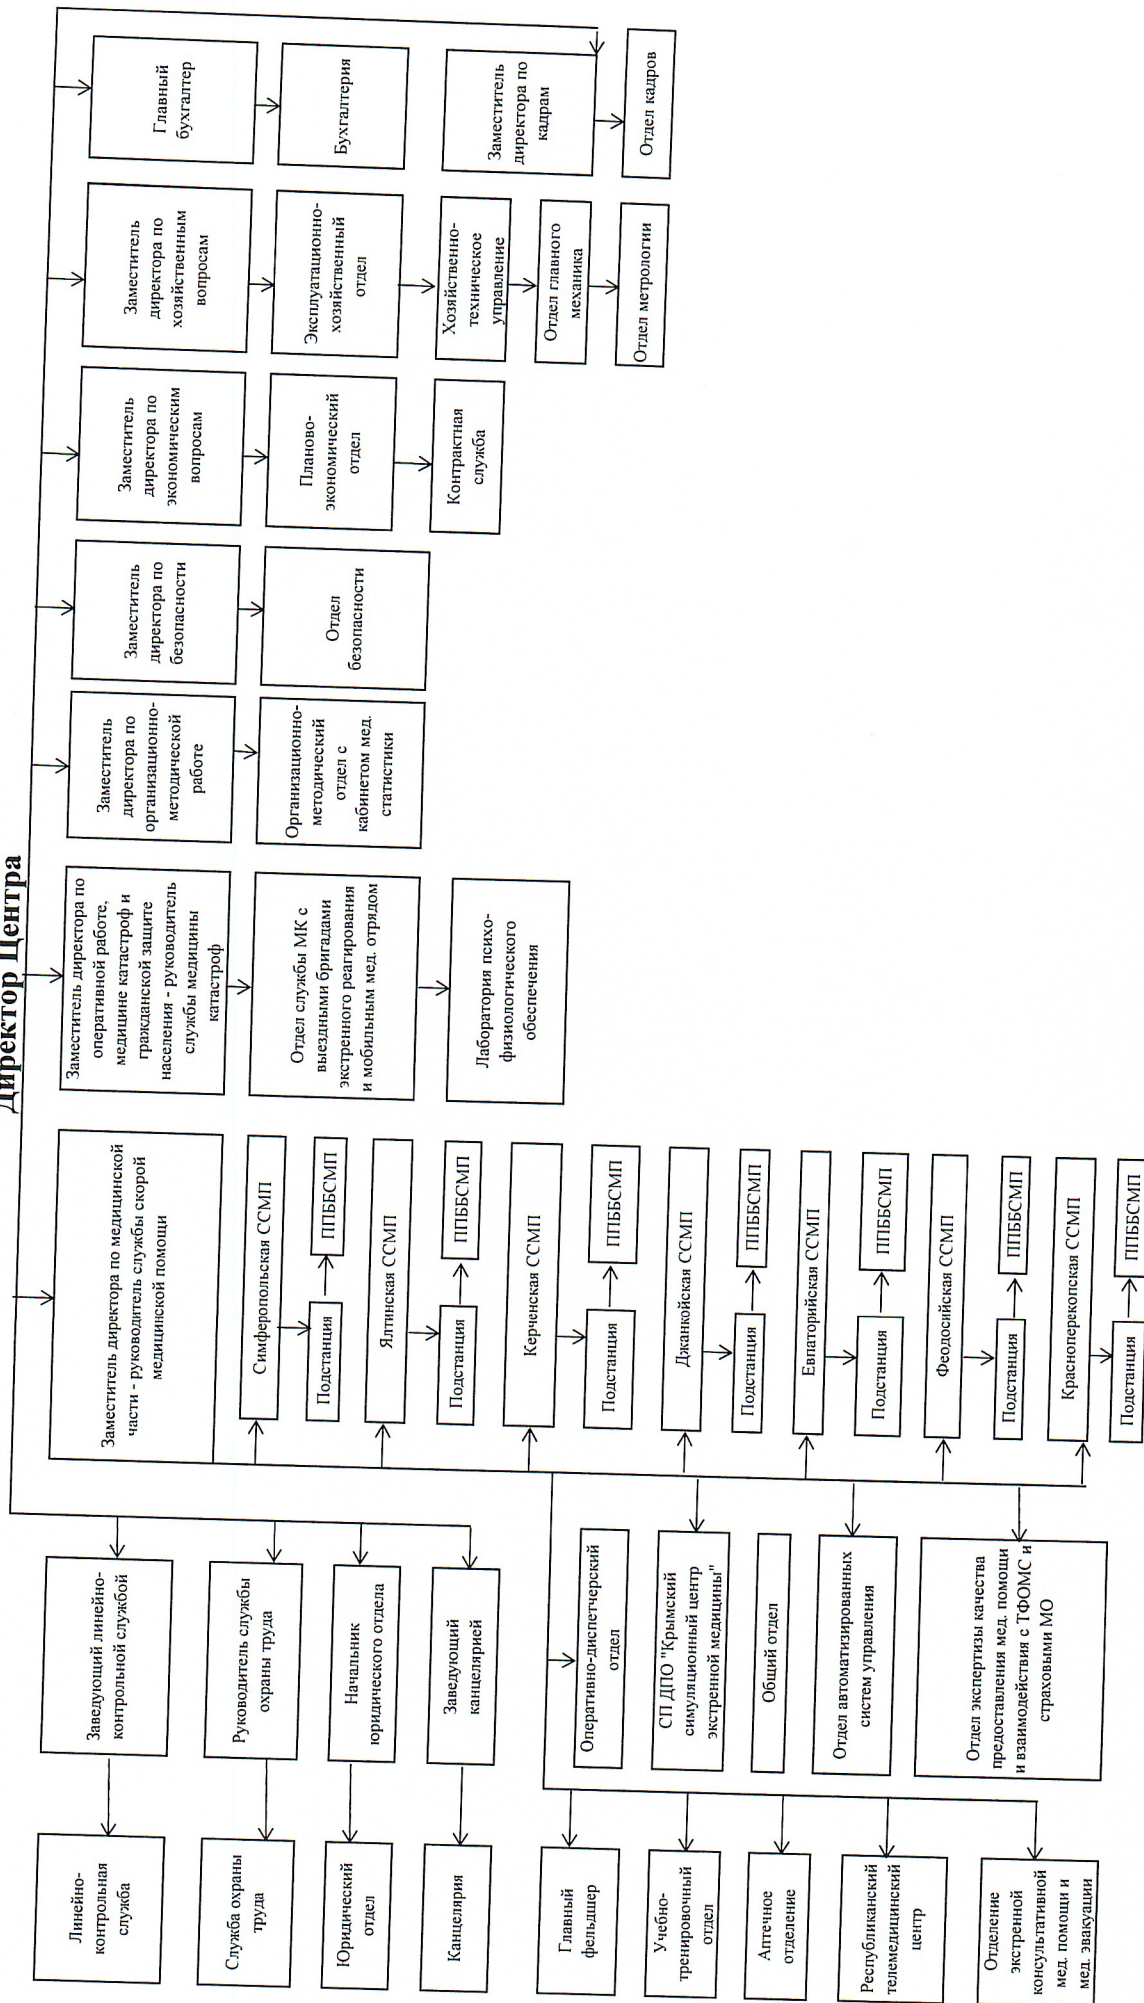 Директор Центра
Заведующий линейно-
контрольной службой
Линейно-
контрольная
служба
Руководитель службы
охраны труда
Служба охраны
труда
Начальник
юридического отдела
Юридический
отдел
Заведующий
канцелярией
Канцелярия
Заместитель директора по медицинской
части - руководитель службы скорой
медицинской помощи
Симферопольская ССМП
Подстанция
ППББСМП
Ялтинская ССМП
Подстанция
ППББСМП
Керченская ССМП
Подстанция
ППББСМП
Джанкойская ССМП
Подстанция
ППББСМП
Евпаторийская ССМП
Подстанция
ППББСМП
Феодосийская ССМП
Подстанция
ППББСМП
Красноперекопская ССМП
Подстанция
ППББСМП
Оперативно-диспетчерский
отдел
СП ДПО "Крымский
симуляционный центр
экстренной медицины"
Общий отдел
Отдел автоматизированных
систем управления
Отдел экспертизы качества
предоставления мед. помощи
и взаимодействия с ТФОМС и
страховыми МО
Главный
фельдшер
Учебно-
тренировочный
отдел
Аптечное
отделение
Республиканский
телемедицинский
центр
Отделение
экстренной
консультативной
мед. помощи и
мед. эвакуации
Заместитель директора по
оперативной работе,
медицине катастроф и
гражданской защите
населения - руководитель
службы медицины
катастроф
Отдел службы МК с
выездными бригадами
экстренного реагирования
и мобильным мед. отрядом
Лаборатория психо-
физиологического
обеспечения
Заместитель
директора по
организационно-
методической
работе
Организационно-
методический
отдел с
кабинетом мед.
статистики
Заместитель
директора по
безопасности
Отдел
безопасности
Заместитель
директора по
экономическим
вопросам
Планово-
экономический
отдел
Контрактная
служба
Заместитель
директора по
хозяйственным
вопросам
Эксплуатационно-
хозяйственный
отдел
Хозяйственно-
техническое
управление
Отдел главного
механика
Отдел метрологии
Главный
бухгалтер
Бухгалтерия
Заместитель
директора по
кадрам
Отдел кадров